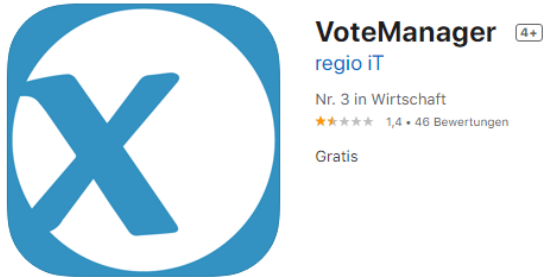 VoteManager 4+
regio iT
Nr. 3 in Wirtschaft
1,4 • 46 Bewertungen
Gratis